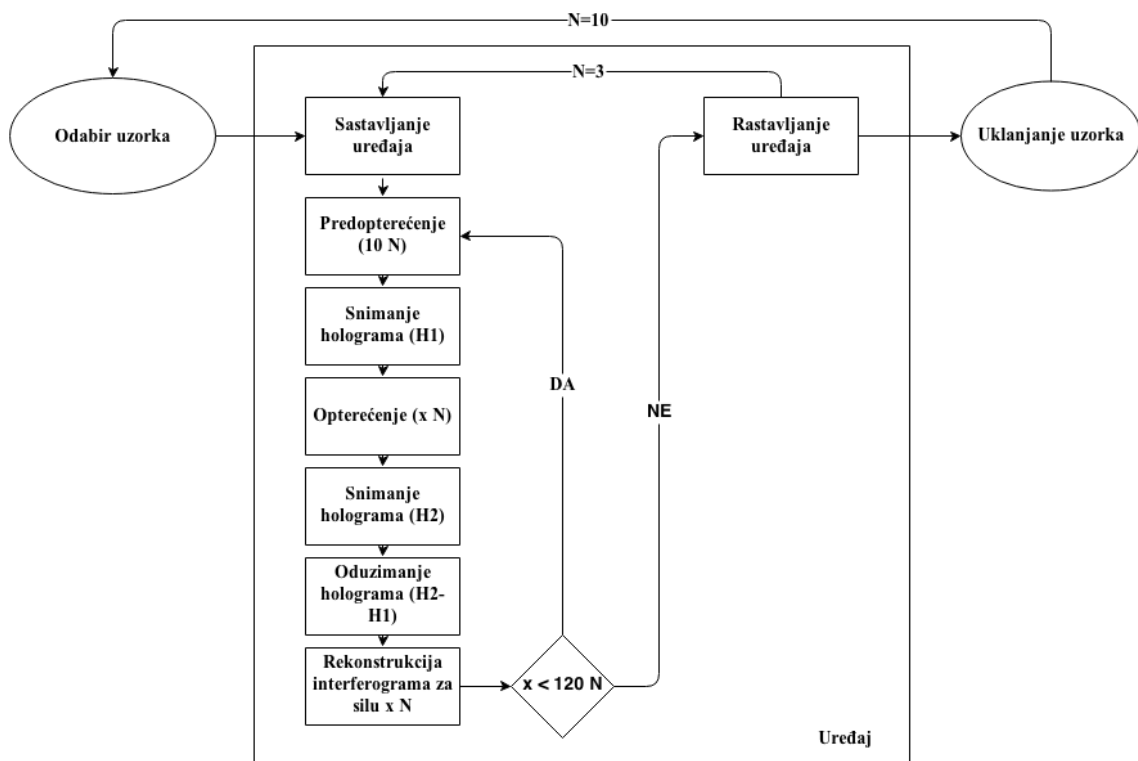 N=10
N=3
Odabir uzorka
Sastavljanje
uređaja
Rastavljanje
uređaja
Uklanjanje uzorka
Predopterećenje
(10 N)
Snimanje
holograma (H1)
DA
NE
Opterećenje (x N)
Snimanje
holograma (H2)
Oduzimanje
holograma (H2-
H1)
Rekonstrukcija
interferograma za
silu x N
x < 120 N
Uređaj